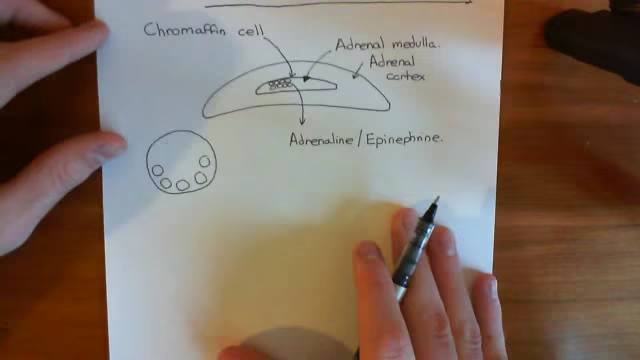 Chromaffin cell
Adrenal medulla.
Adrenal
cortex
Adrenaline/Epinephrine.